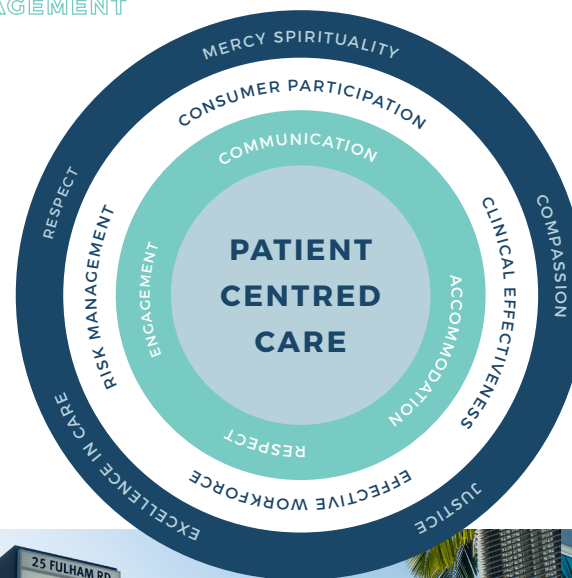 AGEMENT
MERCY SPIRITUALITY
CONSUMER PARTICIPATION
COMMUNICATION
RESPECT
COMPASSION
RISK MANAGEMENT
CLINICAL EFFECTIVENESS
ENGAGEMENT
ACCOMMODATION
PATIENT
CENTRED
CARE
RESPECT
EFFECTIVE WORKFORCE
EXCELLENCE IN CARE
JUSTICE
25 FULHAM RD